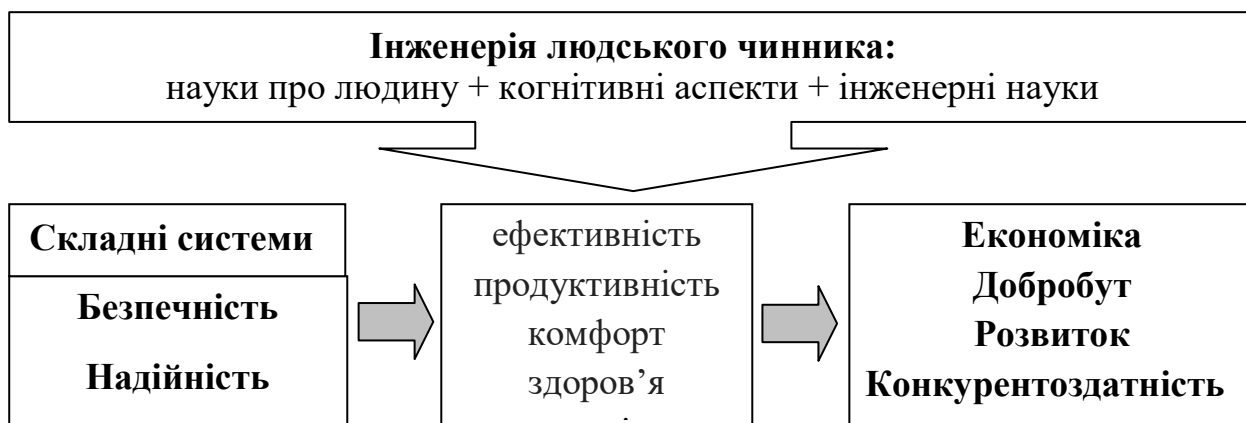 Інженерія людського чинника:
науки про людину + когнітивні аспекти + інженерні науки
Складні системи
Безпечність
Надійність
ефективність
продуктивність
комфорт
здоров’я
Економіка
Добробут
Розвиток
Конкурентоздатність